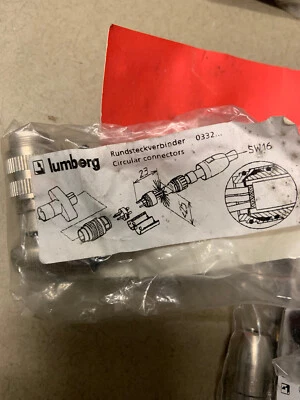 lumberg
Rundsteckverbinder 0332...
Circular connectors
23
SW16